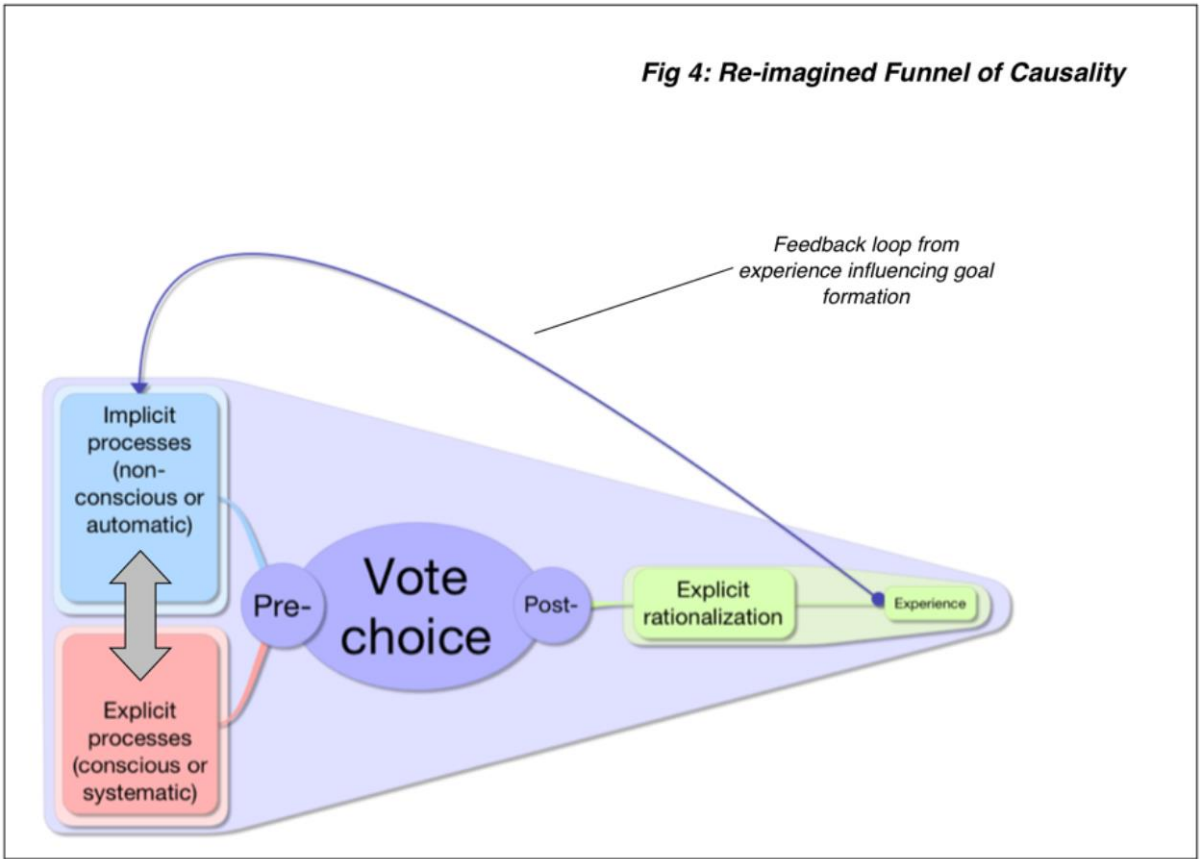 Fig 4: Re-imagined Funnel of Causality
Feedback loop from
experience influencing goal
formation
Implicit
processes
(non-
conscious or
automatic)
Explicit
processes
(conscious or
systematic)
Pre-
Vote
choice
Post-
Explicit
rationalization
Experience